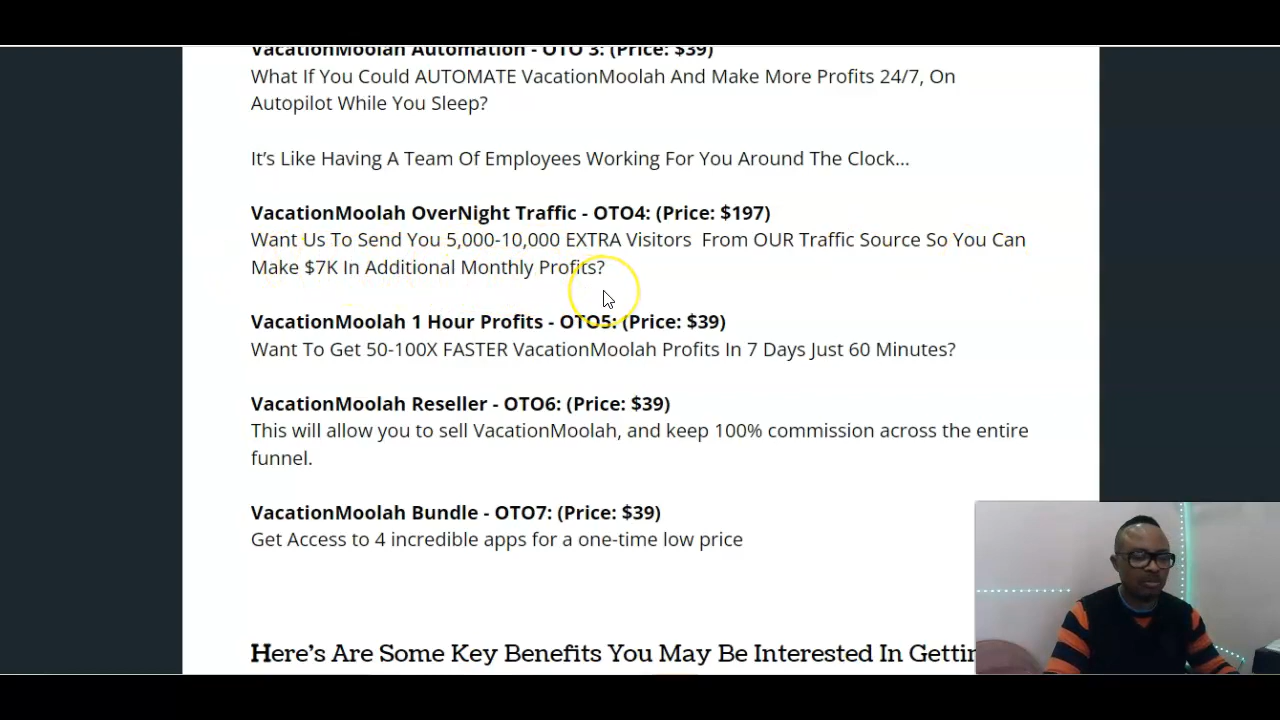 VacationMoolah Automation - OTO 3: (Price: $39)
What If You Could AUTOMATE VacationMoolah And Make More Profits 24/7, On
Autopilot While You Sleep?
It’s Like Having A Team Of Employees Working For You Around The Clock...
VacationMoolah OverNight Traffic - OTO4: (Price: $197)
Want Us To Send You 5,000-10,000 EXTRA Visitors  From OUR Traffic Source So You Can
Make $7K In Additional Monthly Profits?
VacationMoolah 1 Hour Profits - OTO5: (Price: $39)
Want To Get 50-100X FASTER VacationMoolah Profits In 7 Days Just 60 Minutes?
VacationMoolah Reseller - OTO6: (Price: $39)
This will allow you to sell VacationMoolah, and keep 100% commission across the entire
funnel.
VacationMoolah Bundle - OTO7: (Price: $39)
Get Access to 4 incredible apps for a one-time low price
Here’s Are Some Key Benefits You May Be Interested In Gettin